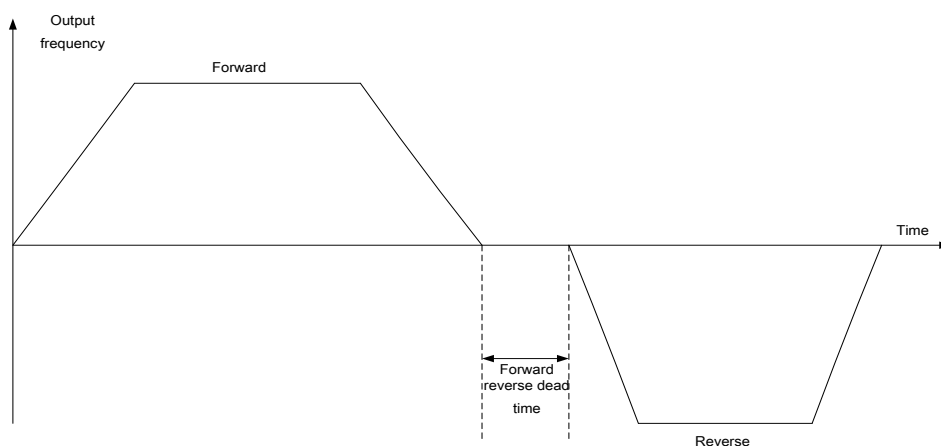 Output
frequency
Forward
Time
Forward
reverse dead
time
Reverse